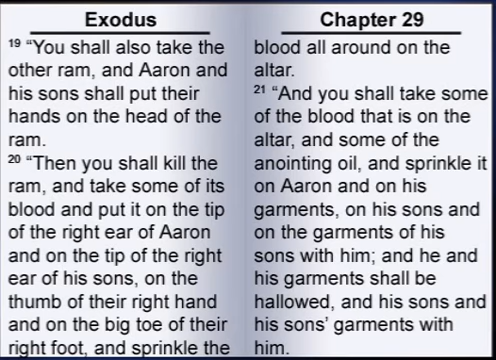 Exodus
19 “You shall also take the
other ram, and Aaron and
his sons shall put their
hands on the head of the
ram.
20 “Then you shall kill the
ram, and take some of its
blood and put it on the tip
of the right ear of Aaron
and on the tip of the right
ear of his sons, on the
thumb of their right hand
and on the big toe of their
right foot, and sprinkle the
Chapter 29
blood all around on the
altar.
21 “And you shall take some
of the blood that is on the
altar, and some of the
anointing oil, and sprinkle it
on Aaron and on his
garments, on his sons and
on the garments of his
sons with him; and he and
his garments shall be
hallowed, and his sons and
his sons’ garments with
him.